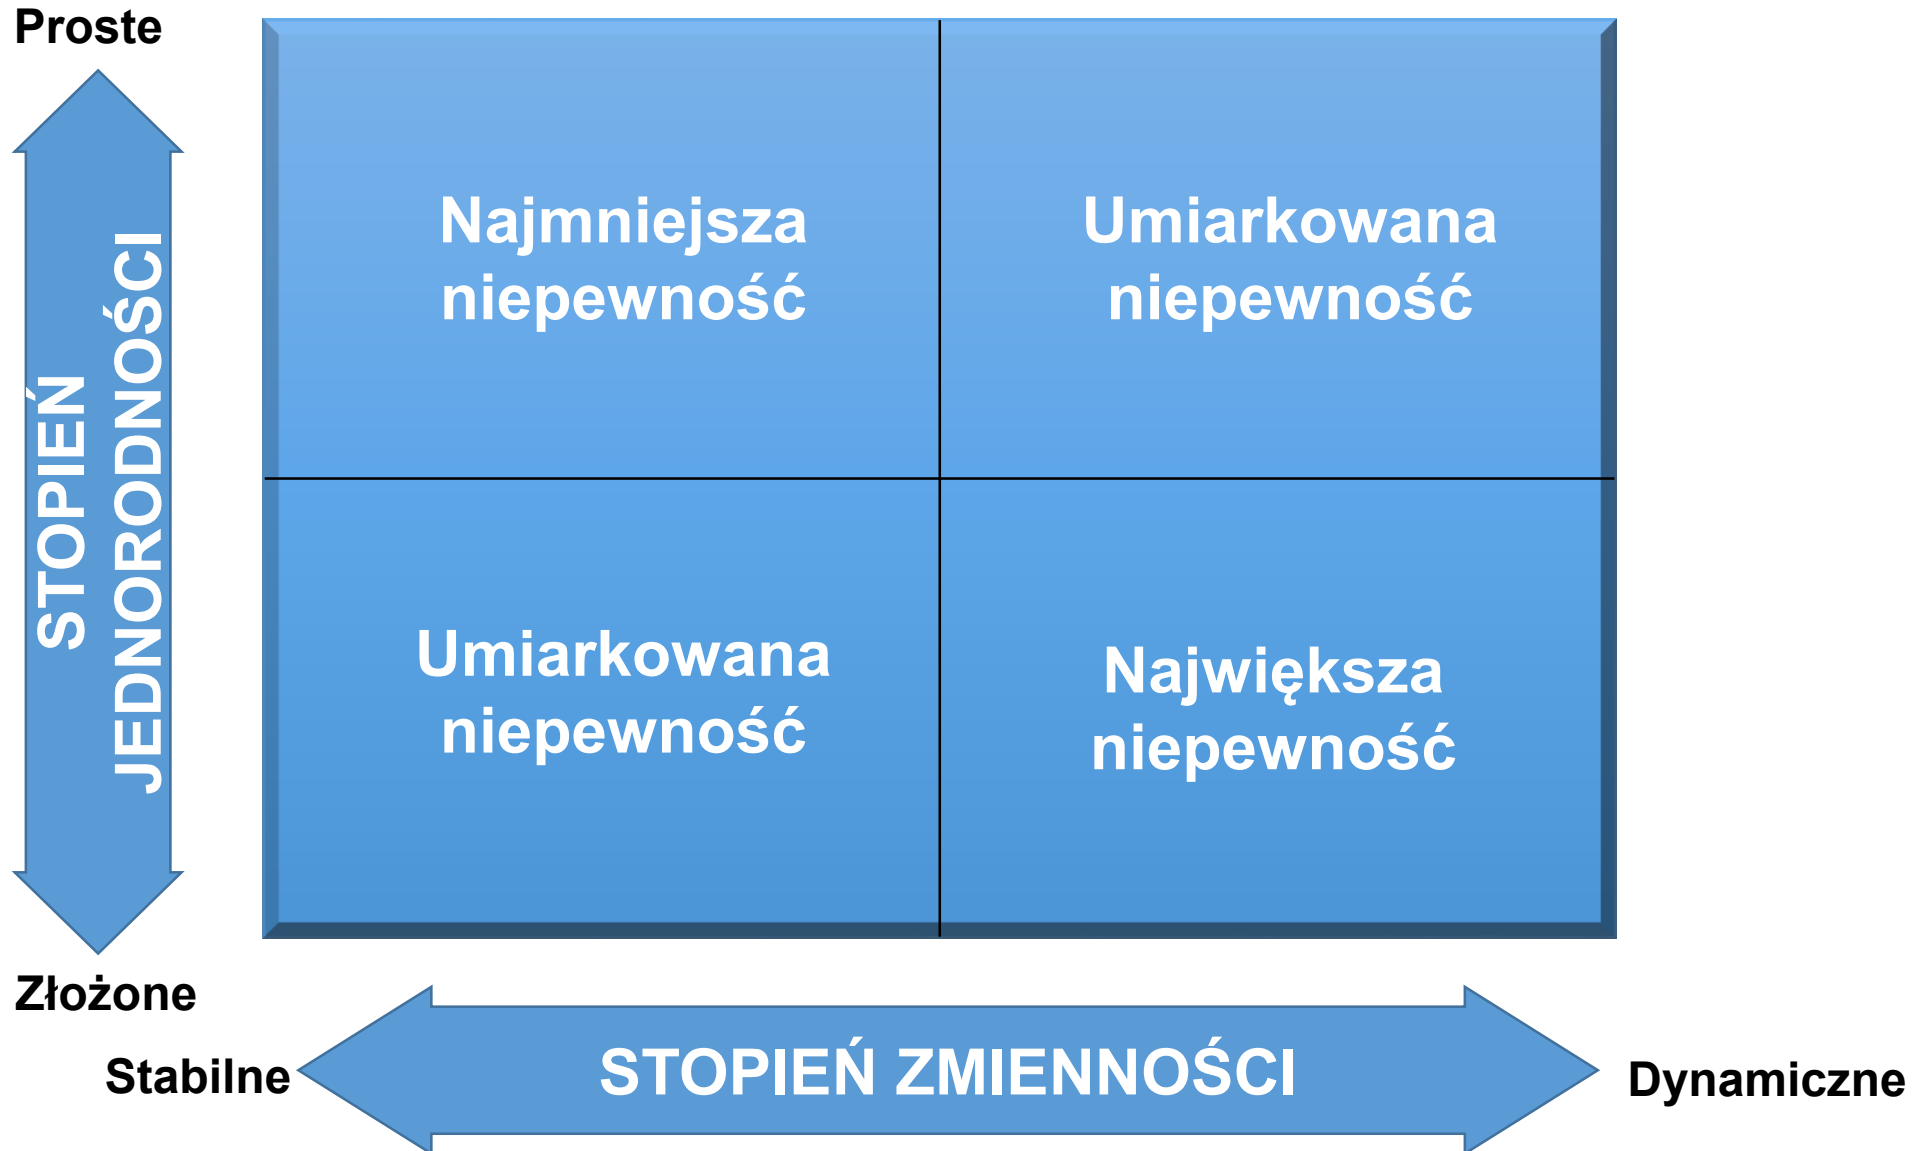 Proste
STOPIEŃ
JEDNORODNOŚCI
Najmniejsza
niepewność
Umiarkowana
niepewność
Umiarkowana
niepewność
Największa
niepewność
Złożone
Stabilne
STOPIEŃ ZMIENNOŚCI
Dynamiczne